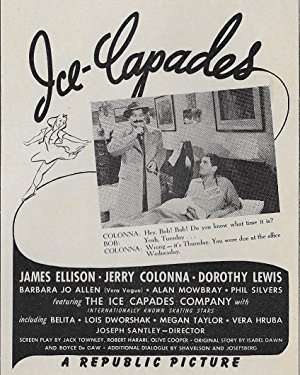 Ice-Capades
COLONNA: Hey, Bob! Bob! Do you know what time it is?
BOB: Yeah, Tuesday . . .
COLONNA: Wrong — it's Thursday. You were due at the office
Wednesday.
JAMES ELLISON · JERRY COLONNA · DOROTHY LEWIS
BARBARA JO ALLEN (Vera Vague) · ALAN MOWBRAY · PHIL SILVERS
featuring THE ICE CAPADES COMPANY with
INTERNATIONALLY KNOWN SKATING STARS
including BELITA · LOIS DWORSHAK · MEGAN TAYLOR · VERA HRUBA
JOSEPH SANTLEY—DIRECTOR
SCREEN PLAY BY JACK TOWNLEY, ROBERT HARARI, OLIVE COOPER · ORIGINAL STORY BY ISABEL DAWN
AND BOYCE De GAW · ADDITIONAL DIALOGUE BY SHAVELSON AND JOSEFSBERG
A REPUBLIC PICTURE